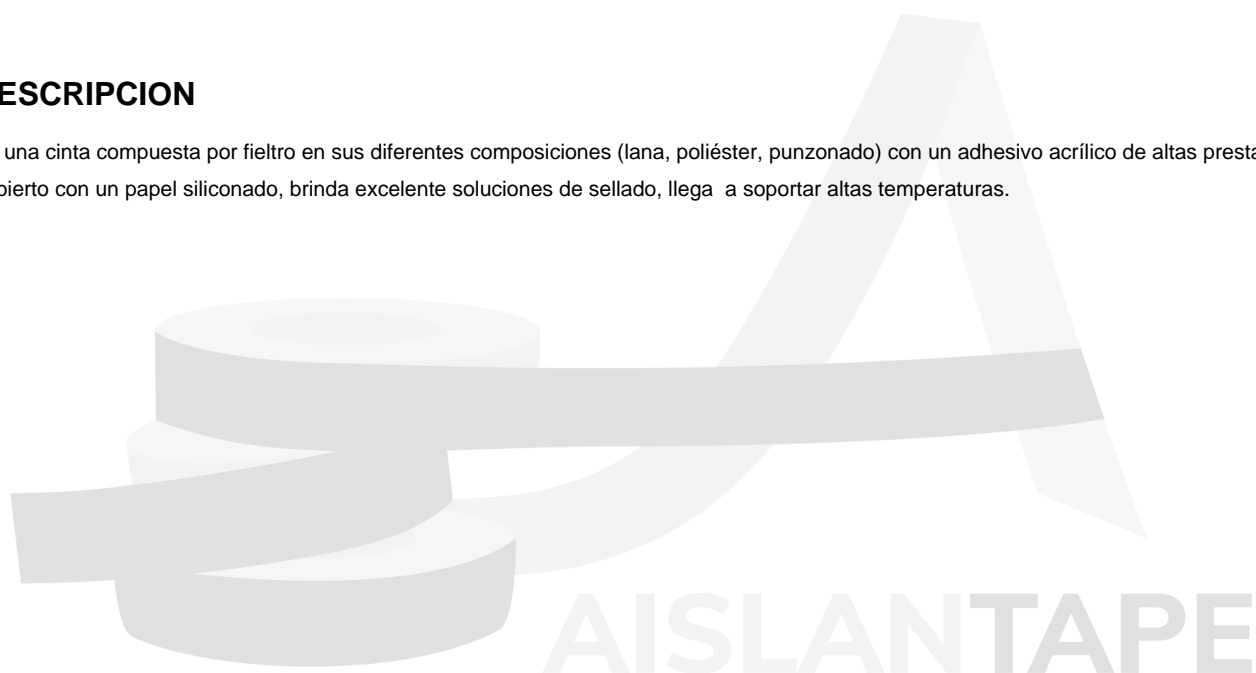 ESCRIPCION
una cinta compuesta por fieltro en sus diferentes composiciones (lana, poliéster, punzonado) con un adhesivo acrílico de altas presta
bierto con un papel siliconado, brinda excelente soluciones de sellado, llega  a soportar altas temperaturas.
AISLANTAPE